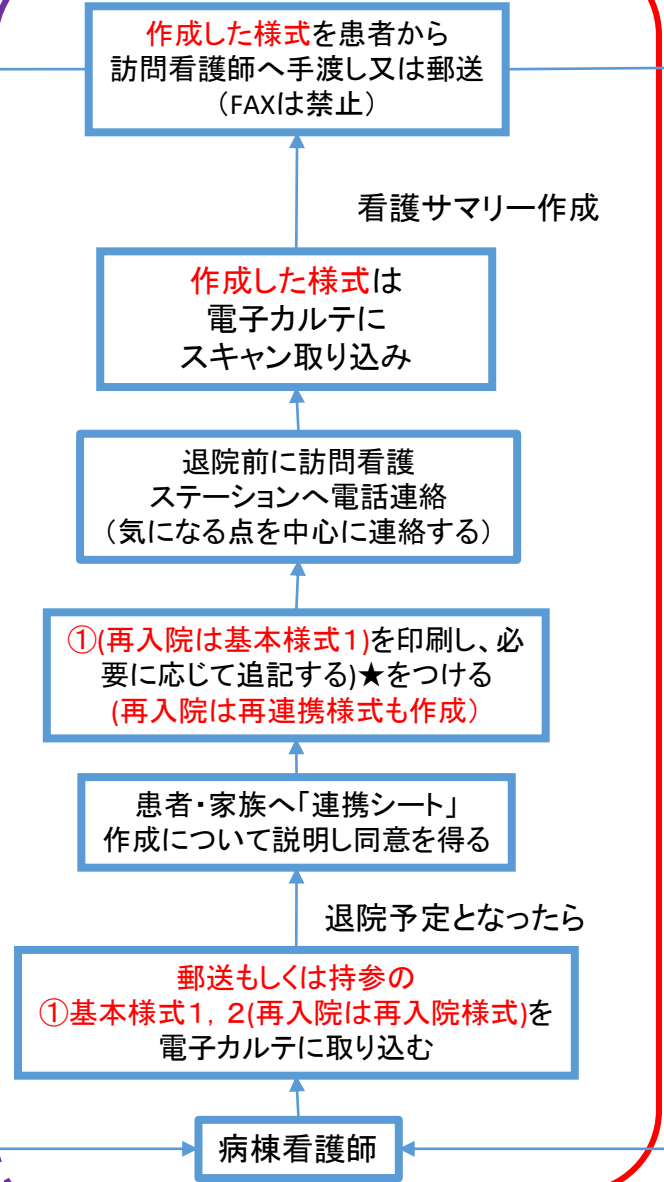 作成した様式を患者から
訪問看護師へ手渡し又は郵送
（FAXは禁止）
看護サマリー作成
作成した様式は
電子カルテに
スキャン取り込み
退院前に訪問看護
ステーションへ電話連絡
（気になる点を中心に連絡する）
①(再入院は基本様式１)を印刷し、必
要に応じて追記する)★をつける
(再入院は再連携様式も作成）
患者・家族へ「連携シート」
作成について説明し同意を得る
退院予定となったら
郵送もしくは持参の
①基本様式１，２(再入院は再入院様式)を
電子カルテに取り込む
病棟看護師